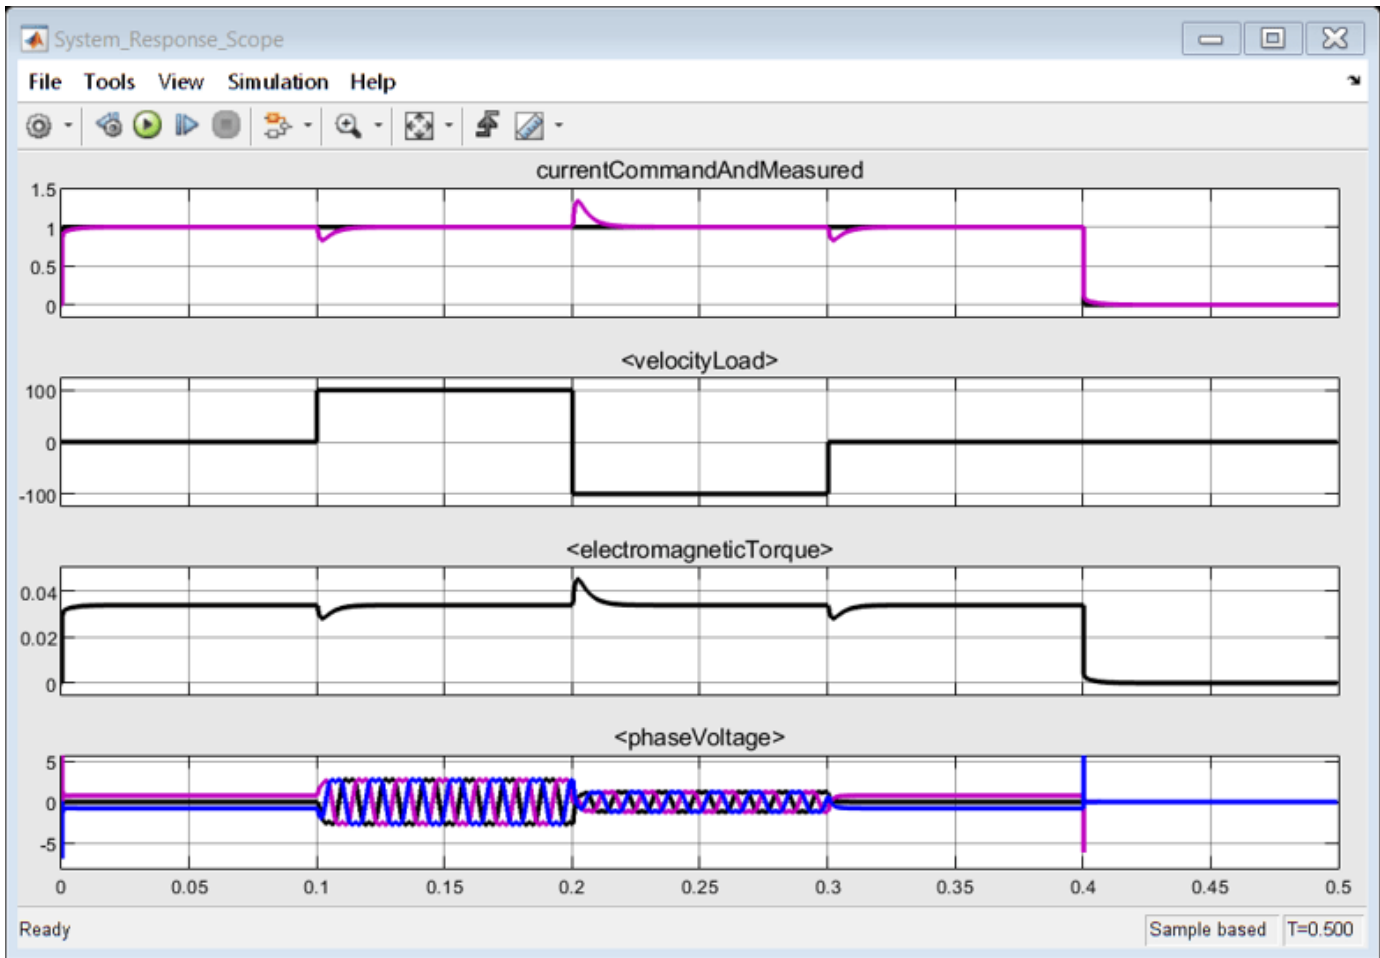 System_Response_Scope
File Tools View Simulation Help
currentCommandAndMeasured
1.5
1
0.5
0
<velocityLoad>
100
0
-100
<electromagneticTorque>
0.04
0.02
0
<phaseVoltage>
5
0
-5
0 0.05 0.1 0.15 0.2 0.25 0.3 0.35 0.4 0.45 0.5
Ready Sample based T=0.500